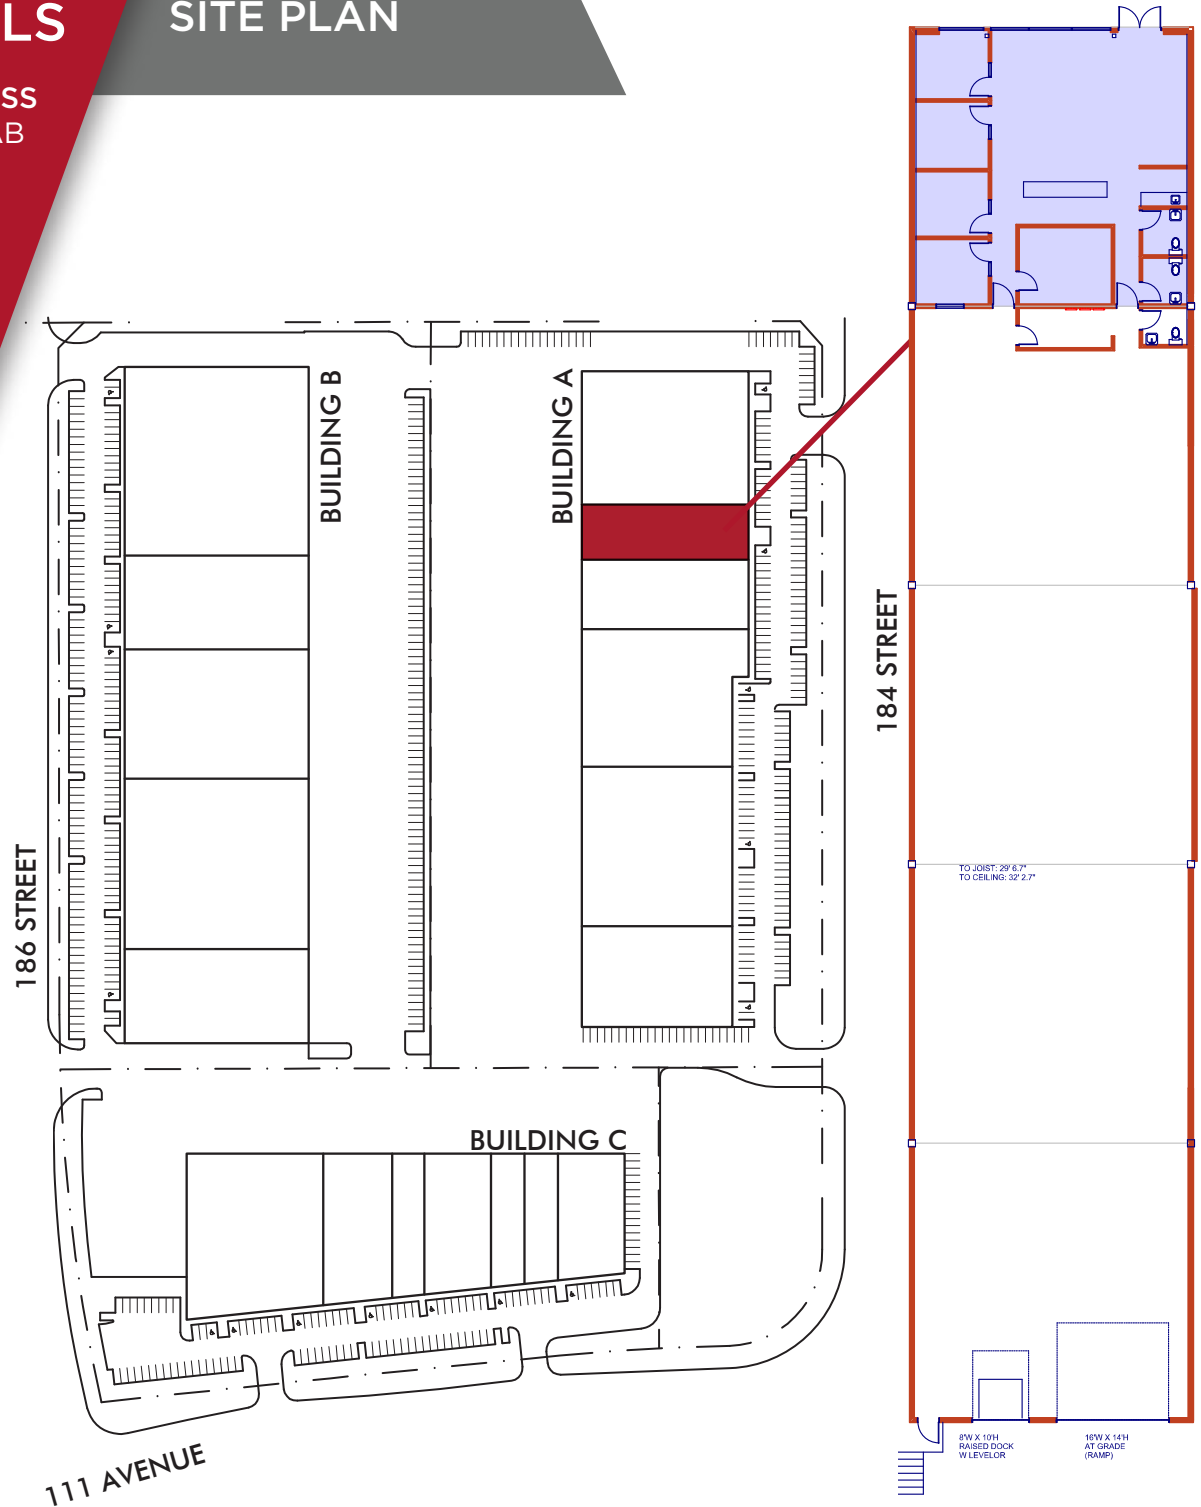 LS
SITE PLAN
SS
AB
BUILDING B
BUILDING A
184 STREET
186 STREET
TO JOIST: 29' 6.7"
TO CEILING: 32' 2.7"
BUILDING C
8'W X 10'H
RAISED DOCK
W LEVELOR
16'W X 14'H
AT GRADE
(RAMP)
111 AVENUE